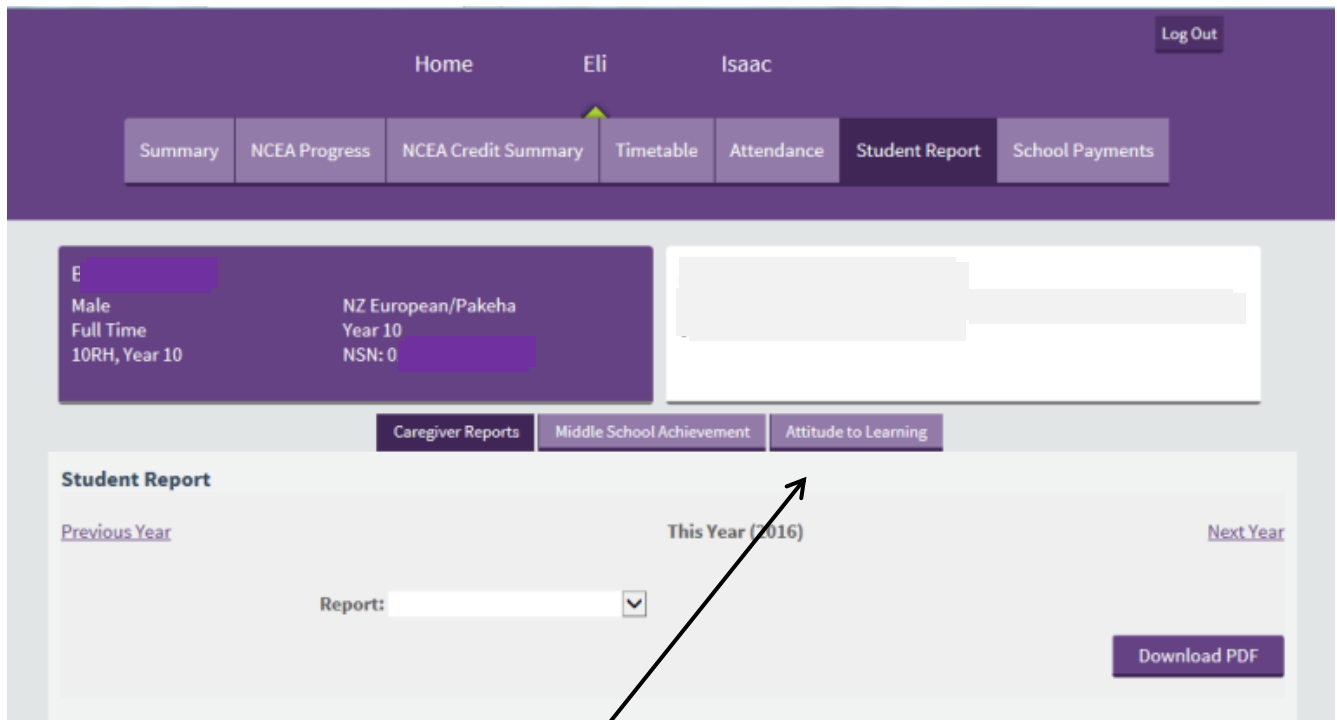 Log Out
Home Eli Isaac
Summary NCEA Progress NCEA Credit Summary Timetable Attendance Student Report School Payments
Male NZ European/Pakeha
Full Time Year 10
10RH, Year 10 NSN: 0
Caregiver Reports Middle School Achievement Attitude to Learning
Student Report
Previous Year This Year (2016) Next Year
Report:
Download PDF